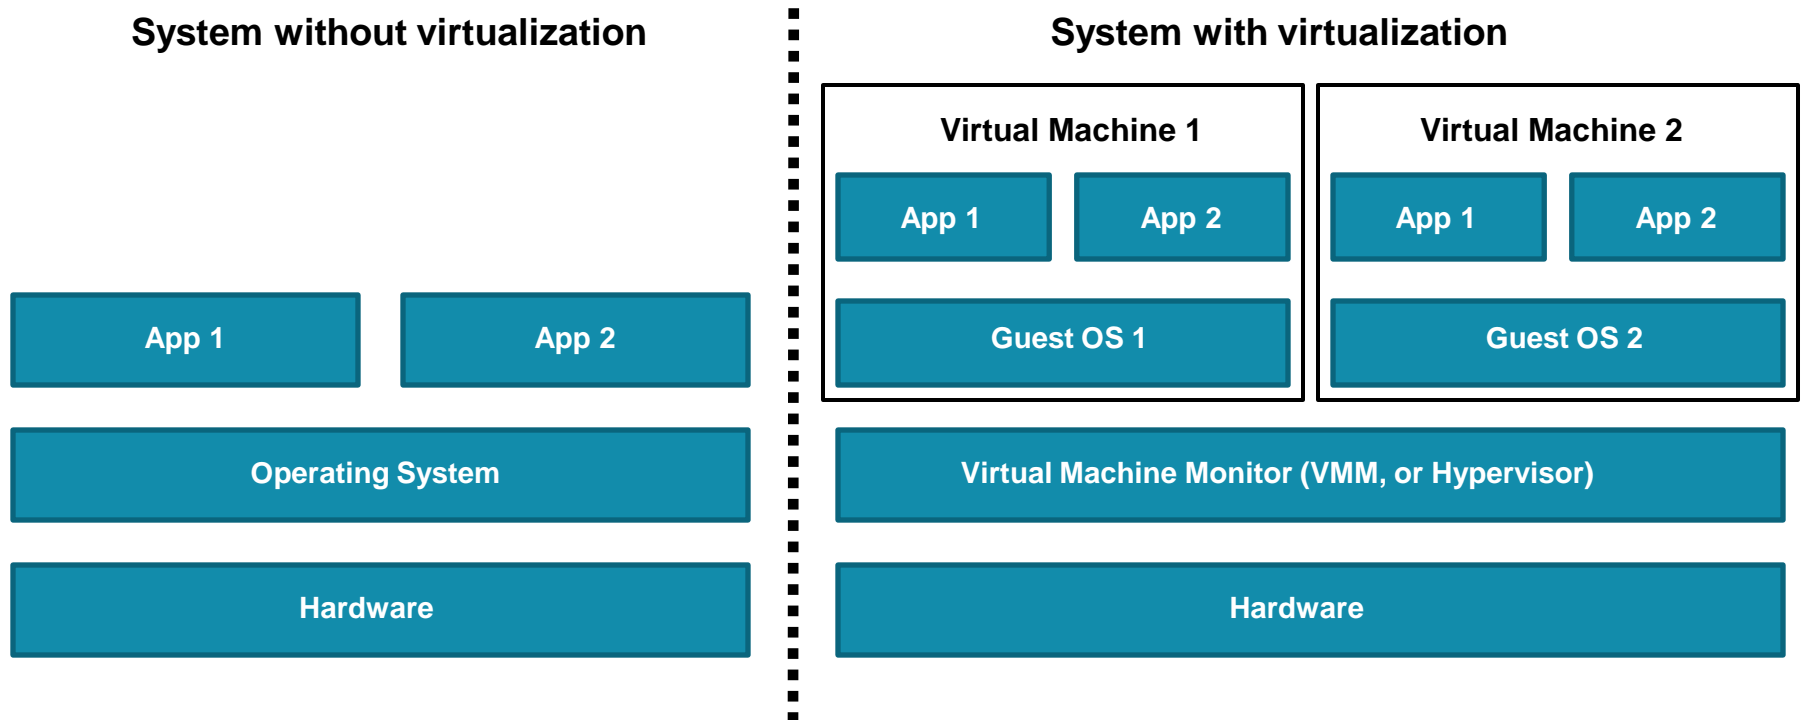 System without virtualization
App 1
App 2
Operating System
Hardware
System with virtualization
Virtual Machine 1
App 1
App 2
Guest OS 1
Virtual Machine 2
App 1
App 2
Guest OS 2
Virtual Machine Monitor (VMM, or Hypervisor)
Hardware